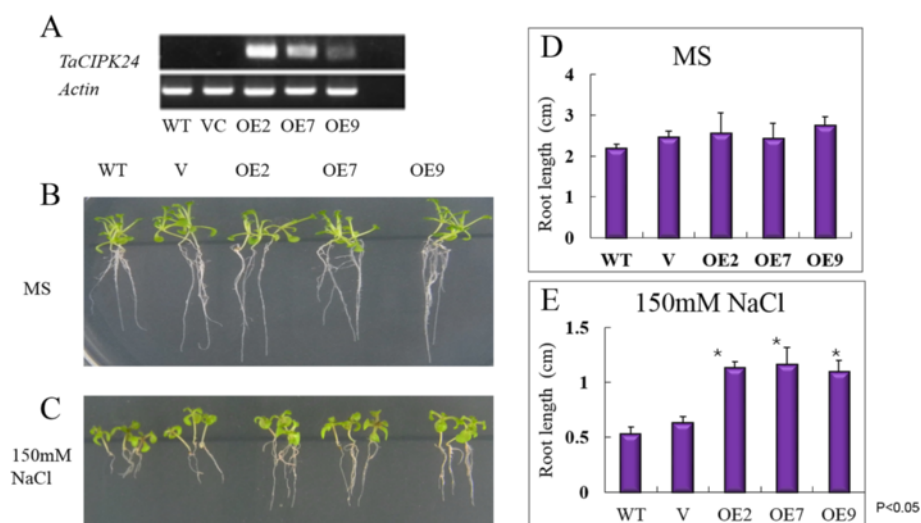 A
TaCIPK24
Actin
WT VC OE2 OE7 OE9
WT V OE2 OE7 OE9
B
MS
C
150mM
NaCl
D
MS
Root length (cm)
4
3
2
1
0
WT V OE2 OE7 OE9
E
150mM NaCl
Root length (cm)
1.5
1
0.5
0
* * *
WT V OE2 OE7 OE9
P<0.05